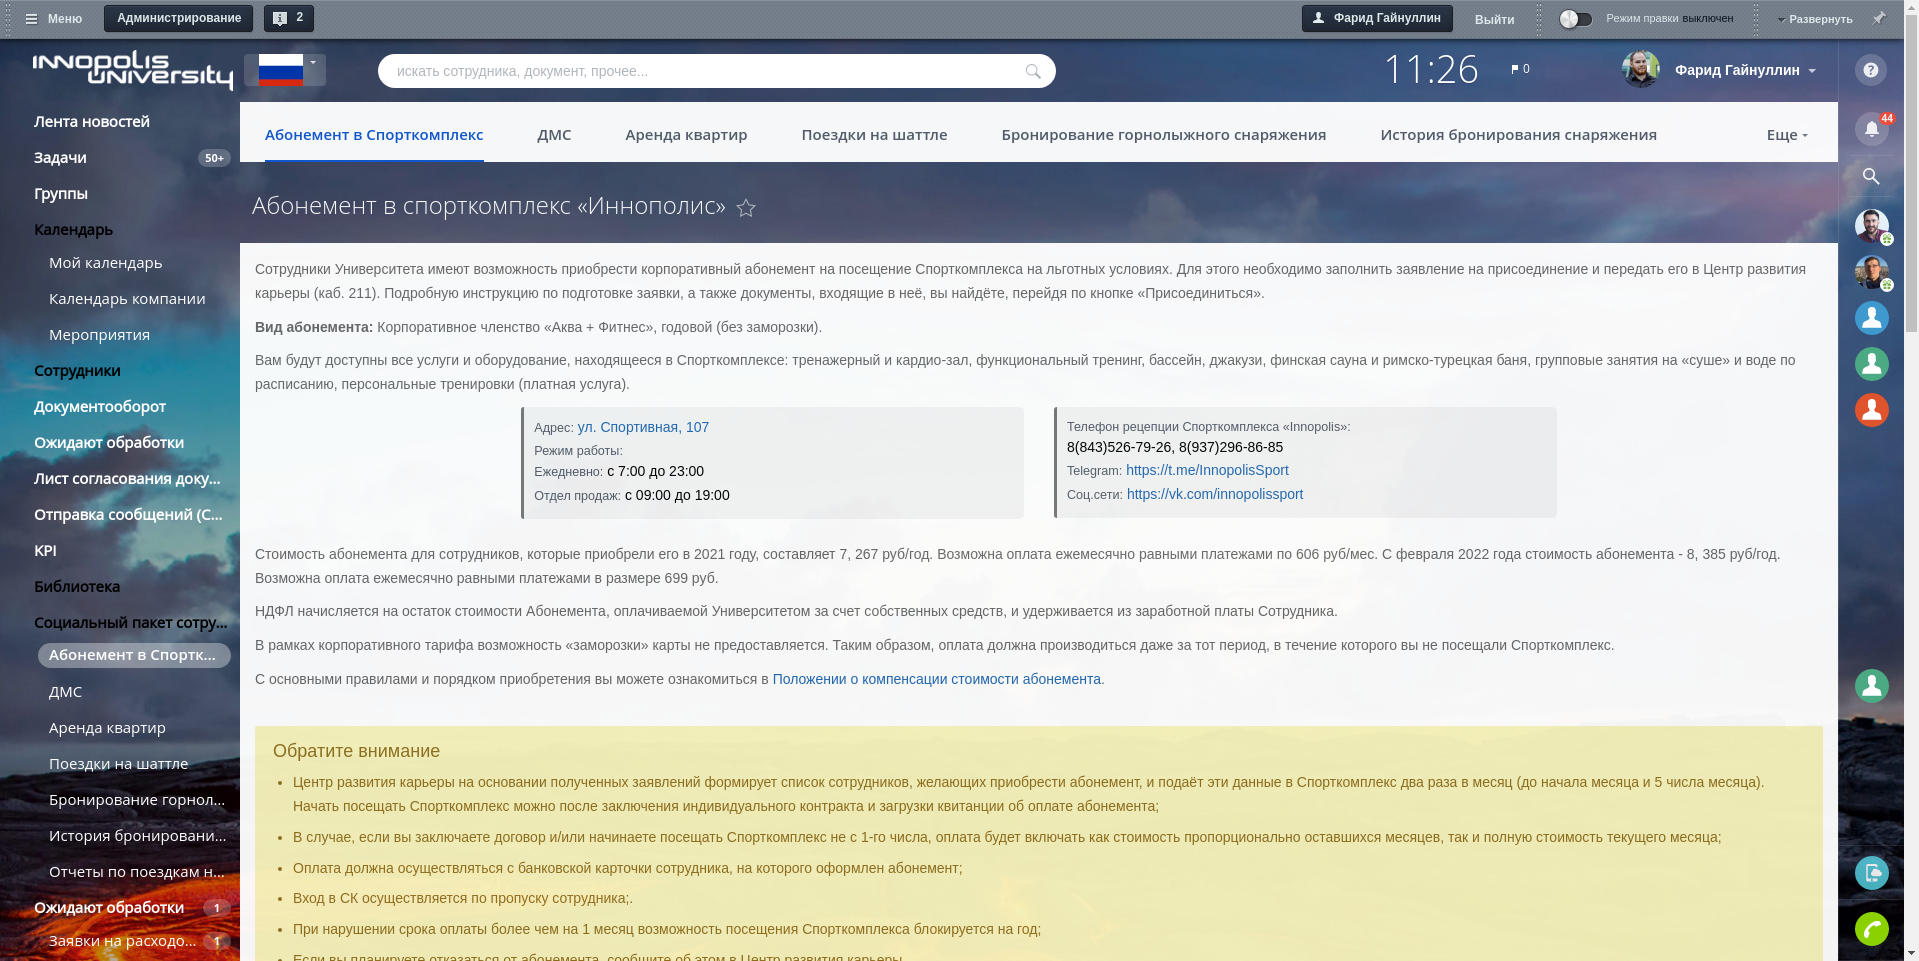 Меню
Администрирование
2
Фарид Гайнуллин
Выйти
Режим правки выключен
Развернуть
INNOPOLIS
UNIVERSITY
искать сотрудника, документ, прочее...
11:26
0
Фарид Гайнуллин
44
Лента новостей
Задачи
50+
Группы
Календарь
Мой календарь
Календарь компании
Мероприятия
Сотрудники
Документооборот
Ожидают обработки
Лист согласования доку...
Отправка сообщений (С...
KPI
Библиотека
Социальный пакет сотру...
Абонемент в Спортк...
ДМС
Аренда квартир
Поездки на шаттле
Бронирование горнол...
История бронировани...
Отчеты по поездкам н...
Ожидают обработки
1
Заявки на расходо...
1
Абонемент в Спорткомплекс
ДМС
Аренда квартир
Поездки на шаттле
Бронирование горнолыжного снаряжения
История бронирования снаряжения
Еще
Абонемент в спорткомплекс «Иннополис»
Сотрудники Университета имеют возможность приобрести корпоративный абонемент на посещение Спорткомплекса на льготных условиях. Для этого необходимо заполнить заявление на присоединение и передать его в Центр развития
карьеры (каб. 211). Подробную инструкцию по подготовке заявки, а также документы, входящие в неё, вы найдёте, перейдя по кнопке «Присоединиться».
Вид абонемента: Корпоративное членство «Аква + Фитнес», годовой (без заморозки).
Вам будут доступны все услуги и оборудование, находящееся в Спорткомплексе: тренажерный и кардио-зал, функциональный тренинг, бассейн, джакузи, финская сауна и римско-турецкая баня, групповые занятия на «суше» и воде по
расписанию, персональные тренировки (платная услуга).
Адрес: ул. Спортивная, 107
Режим работы:
Ежедневно: с 7:00 до 23:00
Отдел продаж: с 09:00 до 19:00
Телефон рецепции Спорткомплекса «Innopolis»:
8(843)526-79-26, 8(937)296-86-85
Telegram: https://t.me/InnopolisSport
Соц.сети: https://vk.com/innopolissport
Стоимость абонемента для сотрудников, которые приобрели его в 2021 году, составляет 7, 267 руб/год. Возможна оплата ежемесячно равными платежами по 606 руб/мес. С февраля 2022 года стоимость абонемента - 8, 385 руб/год.
Возможна оплата ежемесячно равными платежами в размере 699 руб.
НДФЛ начисляется на остаток стоимости Абонемента, оплачиваемой Университетом за счет собственных средств, и удерживается из заработной платы Сотрудника.
В рамках корпоративного тарифа возможность «заморозки» карты не предоставляется. Таким образом, оплата должна производиться даже за тот период, в течение которого вы не посещали Спорткомплекс.
С основными правилами и порядком приобретения вы можете ознакомиться в Положении о компенсации стоимости абонемента.
Обратите внимание
• Центр развития карьеры на основании полученных заявлений формирует список сотрудников, желающих приобрести абонемент, и подаёт эти данные в Спорткомплекс два раза в месяц (до начала месяца и 5 числа месяца).
Начать посещать Спорткомплекс можно после заключения индивидуального контракта и загрузки квитанции об оплате абонемента;
• В случае, если вы заключаете договор и/или начинаете посещать Спорткомплекс не с 1-го числа, оплата будет включать как стоимость пропорционально оставшихся месяцев, так и полную стоимость текущего месяца;
• Оплата должна осуществляться с банковской карточки сотрудника, на которого оформлен абонемент;
• Вход в СК осуществляется по пропуску сотрудника;.
• При нарушении срока оплаты более чем на 1 месяц возможность посещения Спорткомплекса блокируется на год;
• Если вы планируете отказаться от абонемента, сообщите об этом в Центр развития карьеры